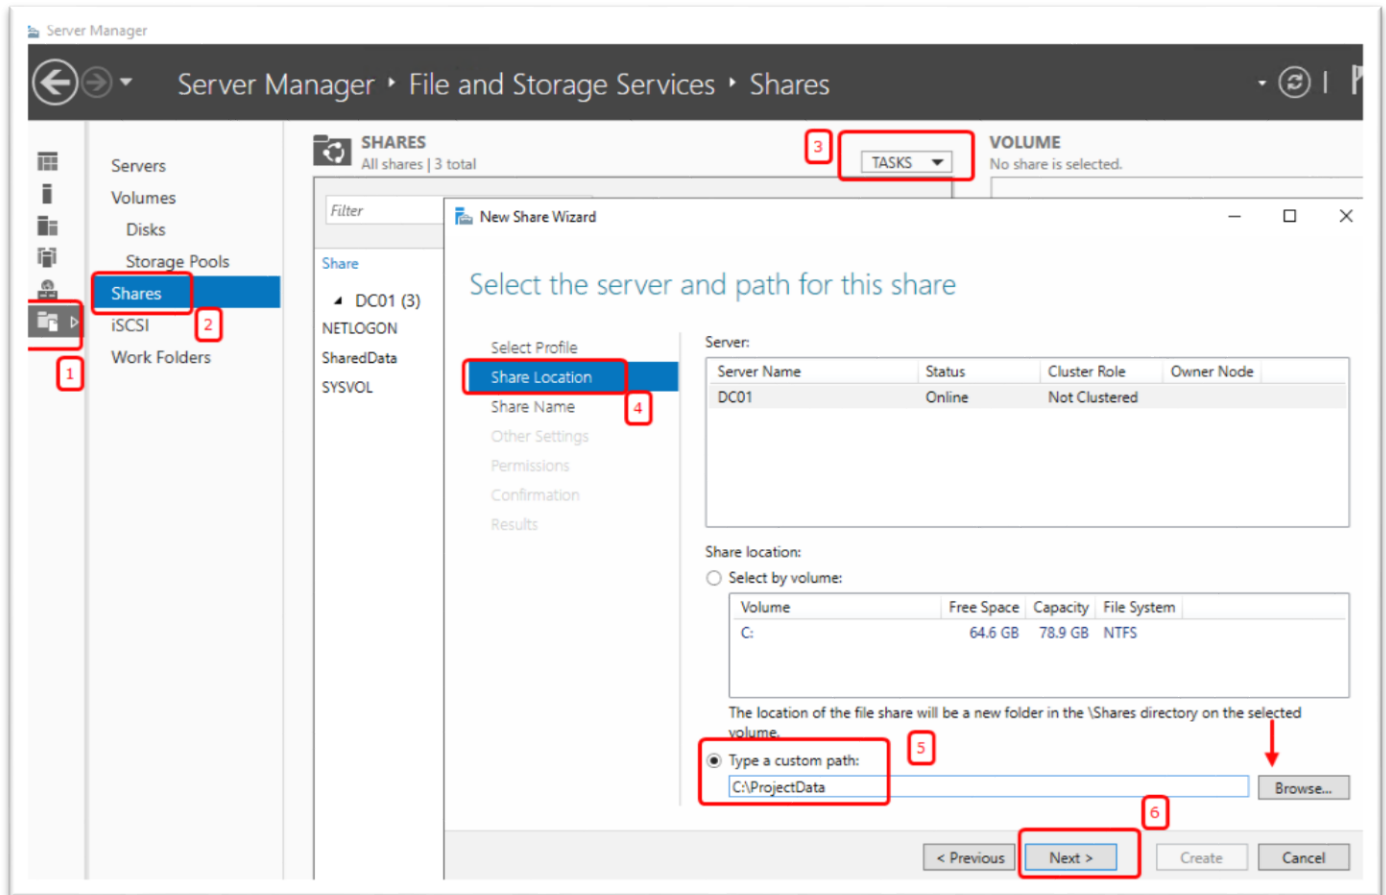 Server Manager
Server Manager ‣ File and Storage Services ‣ Shares
Servers
Volumes
Disks
Storage Pools
Shares
iSCSI
Work Folders
1
2
SHARES
All shares | 3 total
3
TASKS
VOLUME
No share is selected.
Filter
Share
DC01 (3)
NETLOGON
SharedData
SYSVOL
New Share Wizard
Select the server and path for this share
Select Profile
Share Location
4
Share Name
Other Settings
Permissions
Confirmation
Results
Server:
Server Name Status Cluster Role Owner Node
DC01 Online Not Clustered
Share location:
Select by volume:
Volume Free Space Capacity File System
C: 64.6 GB 78.9 GB NTFS
The location of the file share will be a new folder in the \Shares directory on the selected
volume.
5
Type a custom path:
C:\ProjectData
Browse...
6
< Previous Next > Create Cancel